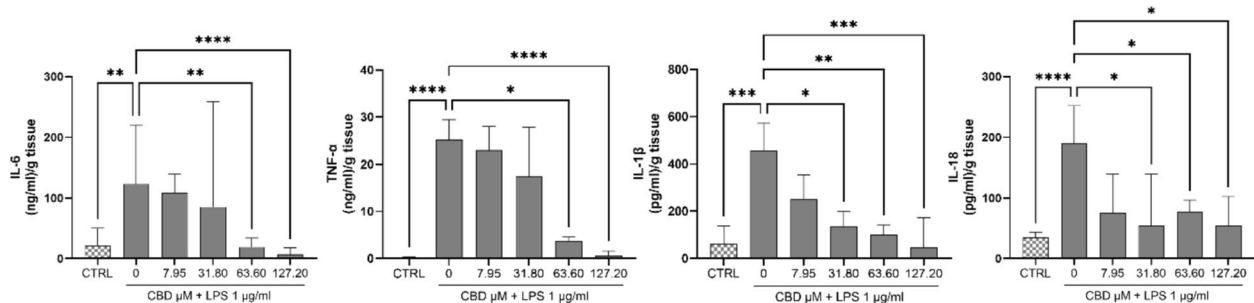 **** ** ** 
IL-6
(ng/ml)/g tissue
300
200
100
0
CTRL 0 7.95 31.80 63.60 127.20
CBD µM + LPS 1 µg/ml
****
**** *
TNF-α
(ng/ml)/g tissue
40
30
20
10
0
CTRL 0 7.95 31.80 63.60 127.20
CBD µM + LPS 1 µg/ml
***
**
*** *
IL-1β
(pg/ml)/g tissue
800
600
400
200
0
CTRL 0 7.95 31.80 63.60 127.20
CBD µM + LPS 1 µg/ml
*
*
**** *
IL-18
(pg/ml)/g tissue
300
200
100
0
CTRL 0 7.95 31.80 63.60 127.20
CBD µM + LPS 1 µg/ml